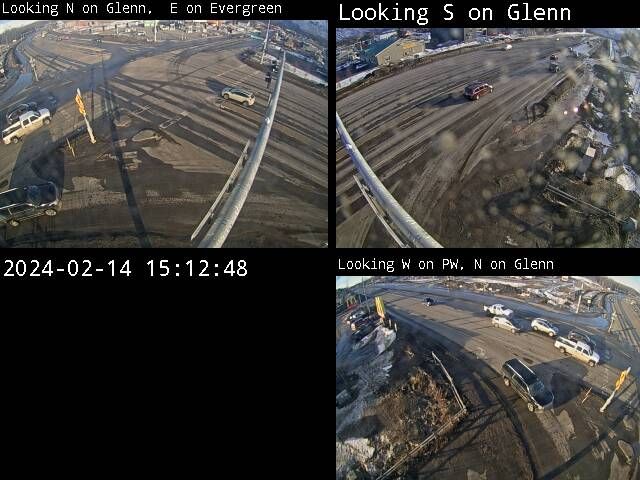 Looking N on Glenn, E on Evergreen
Looking S on Glenn
2024-02-14 15:12:48
Looking W on PW, N on Glenn